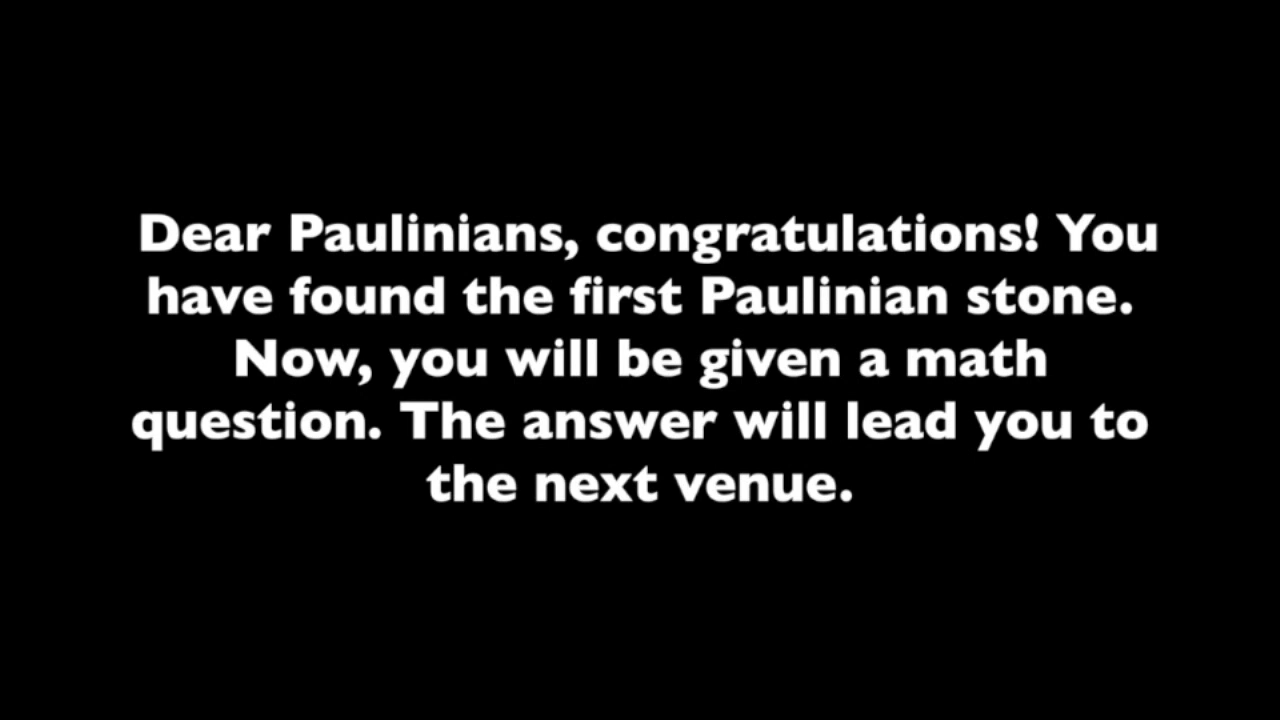 Dear Paulinians, congratulations! You
have found the first Paulinian stone.
Now, you will be given a math
question. The answer will lead you to
the next venue.